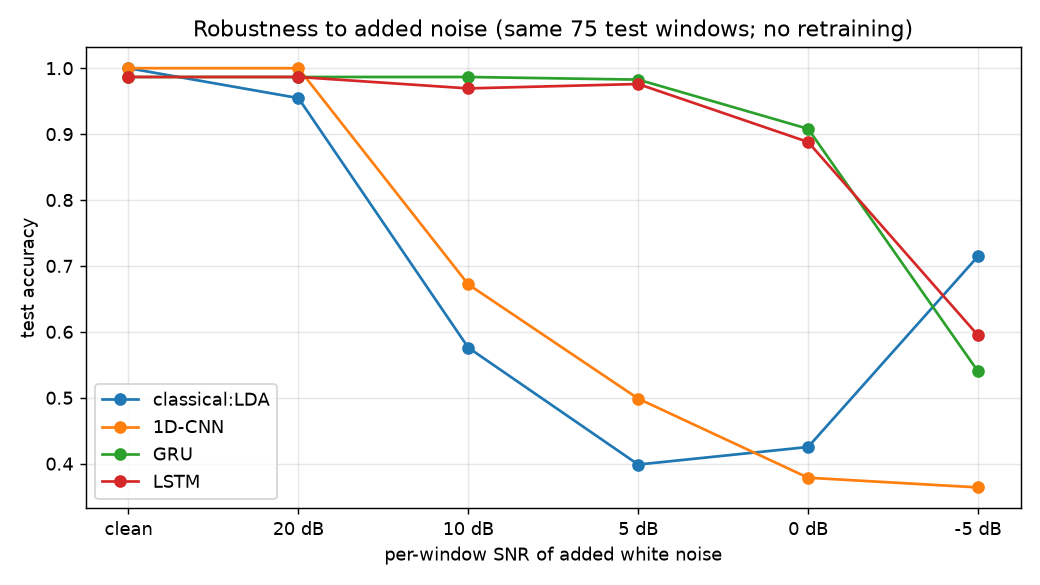 Robustness to added noise (same 75 test windows; no retraining)
1.0
0.9
0.8
0.7
0.6
0.5
0.4
test accuracy
classical:LDA
1D-CNN
GRU
LSTM
clean
20 dB
10 dB
5 dB
0 dB
-5 dB
per-window SNR of added white noise